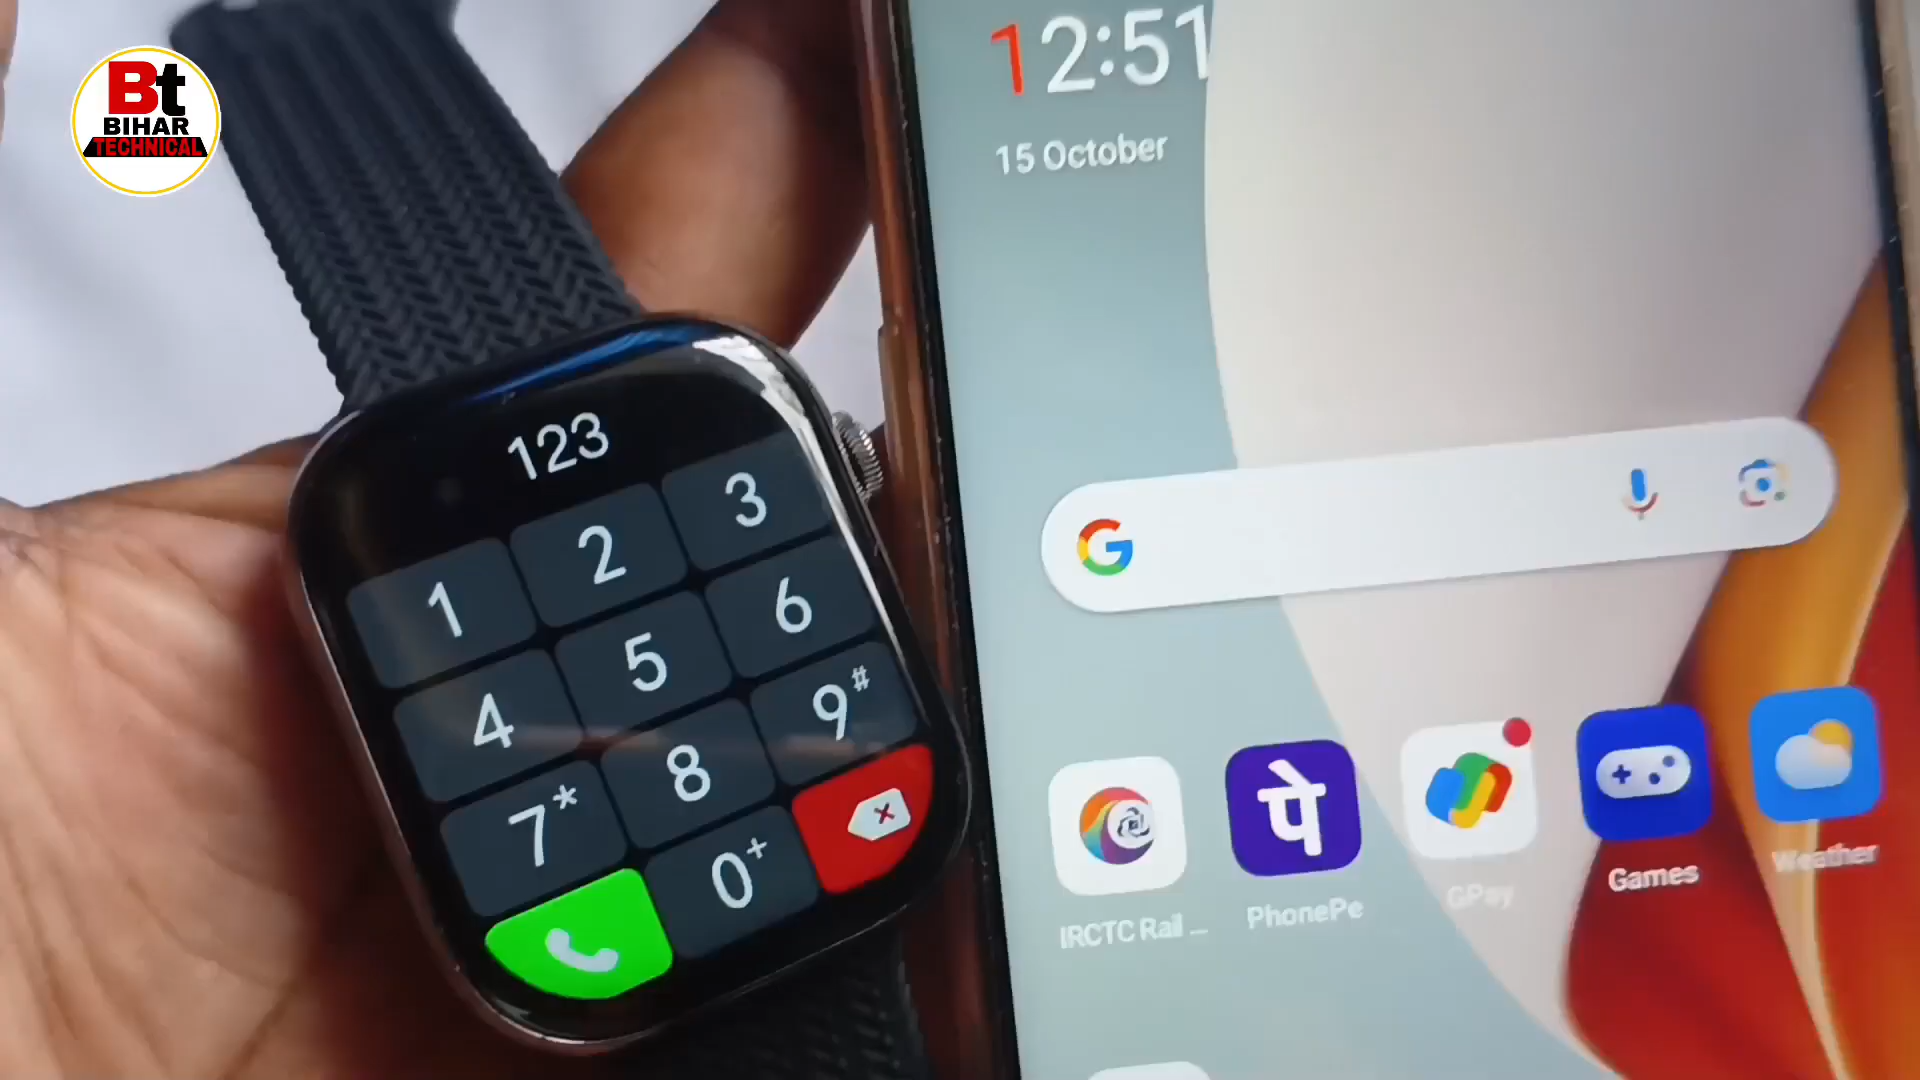 Bt
BIHAR
TECHNICAL
12:51
15 October
123
1
2
3
4
5
6
7*
8
9#
0+
G
पे
IRCTC Rail ...
PhonePe
GPay
Games
Weather